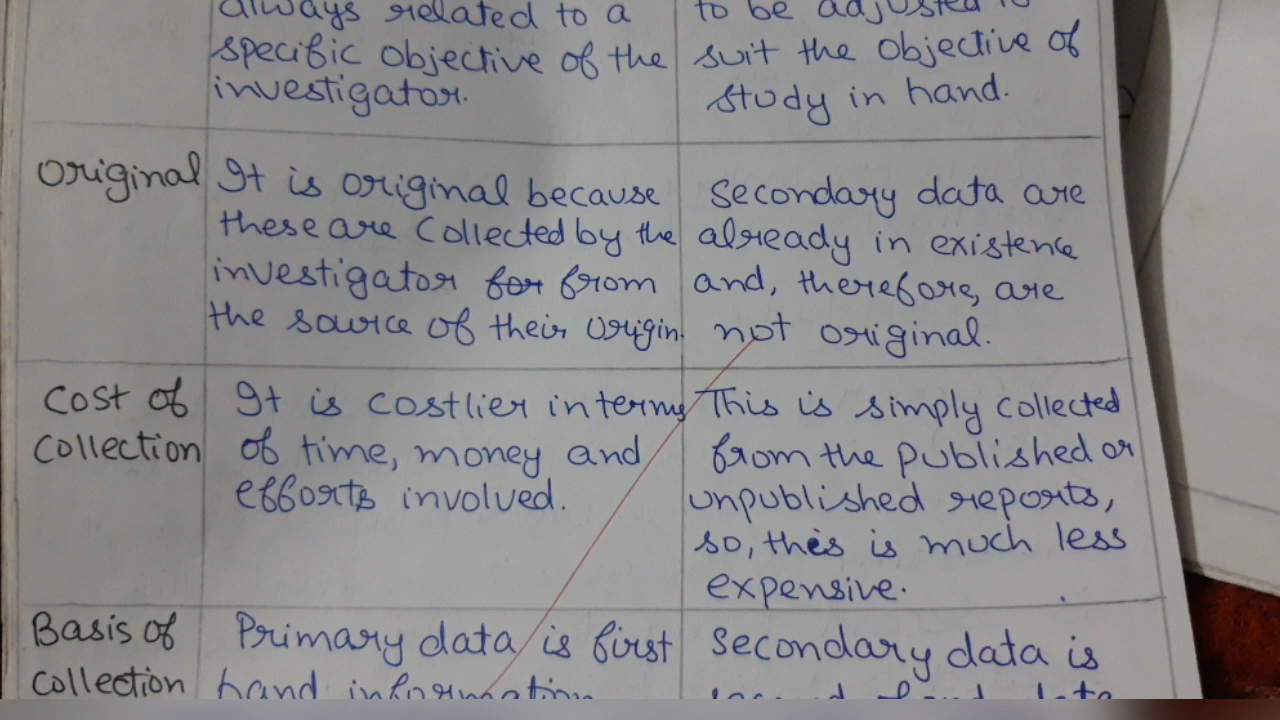 always related to a
specific objective of the
investigator.
to be adjusted to
suit the objective of
study in hand.
Original
It is original because
these are collected by the
investigator for from
the source of their origin.
Secondary data are
already in existence
and, therefore, are
not original.
Cost of
collection
It is costlier in terms
of time, money and
efforts involved.
This is simply collected
from the published or
unpublished reports,
so, this is much less
expensive.
Basis of
collection
Primary data is first
hand information
Secondary data is
data